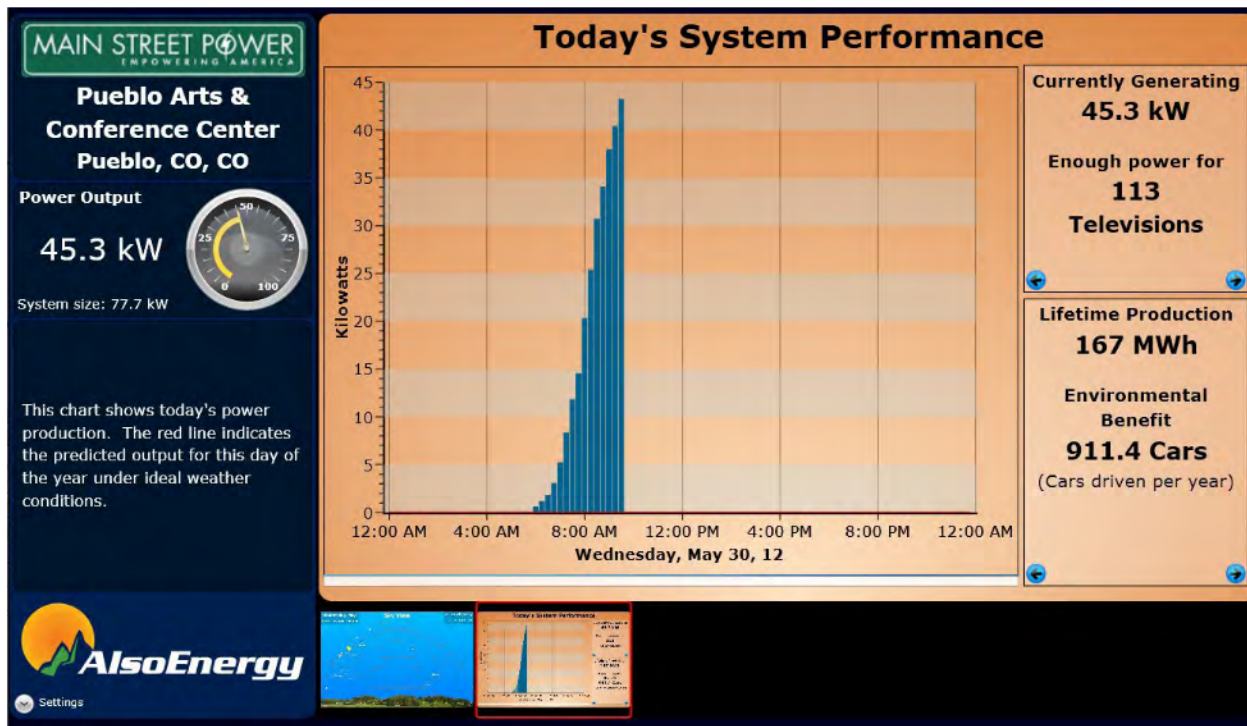 MAIN STREET POWER
EMPOWERING AMERICA
Pueblo Arts &
Conference Center
Pueblo, CO, CO
Power Output
45.3 kW
0
25
50
75
100
System size: 77.7 kW
This chart shows today's power
production. The red line indicates
the predicted output for this day of
the year under ideal weather
conditions.
AlsoEnergy
Settings
Today's System Performance
Kilowatts
45
40
35
30
25
20
15
10
5
0
12:00 AM 4:00 AM 8:00 AM 12:00 PM 4:00 PM 8:00 PM 12:00 AM
Wednesday, May 30, 12
Currently Generating
45.3 kW
Enough power for
113
Televisions
Lifetime Production
167 MWh
Environmental
Benefit
911.4 Cars
(Cars driven per year)
Today's System Performance